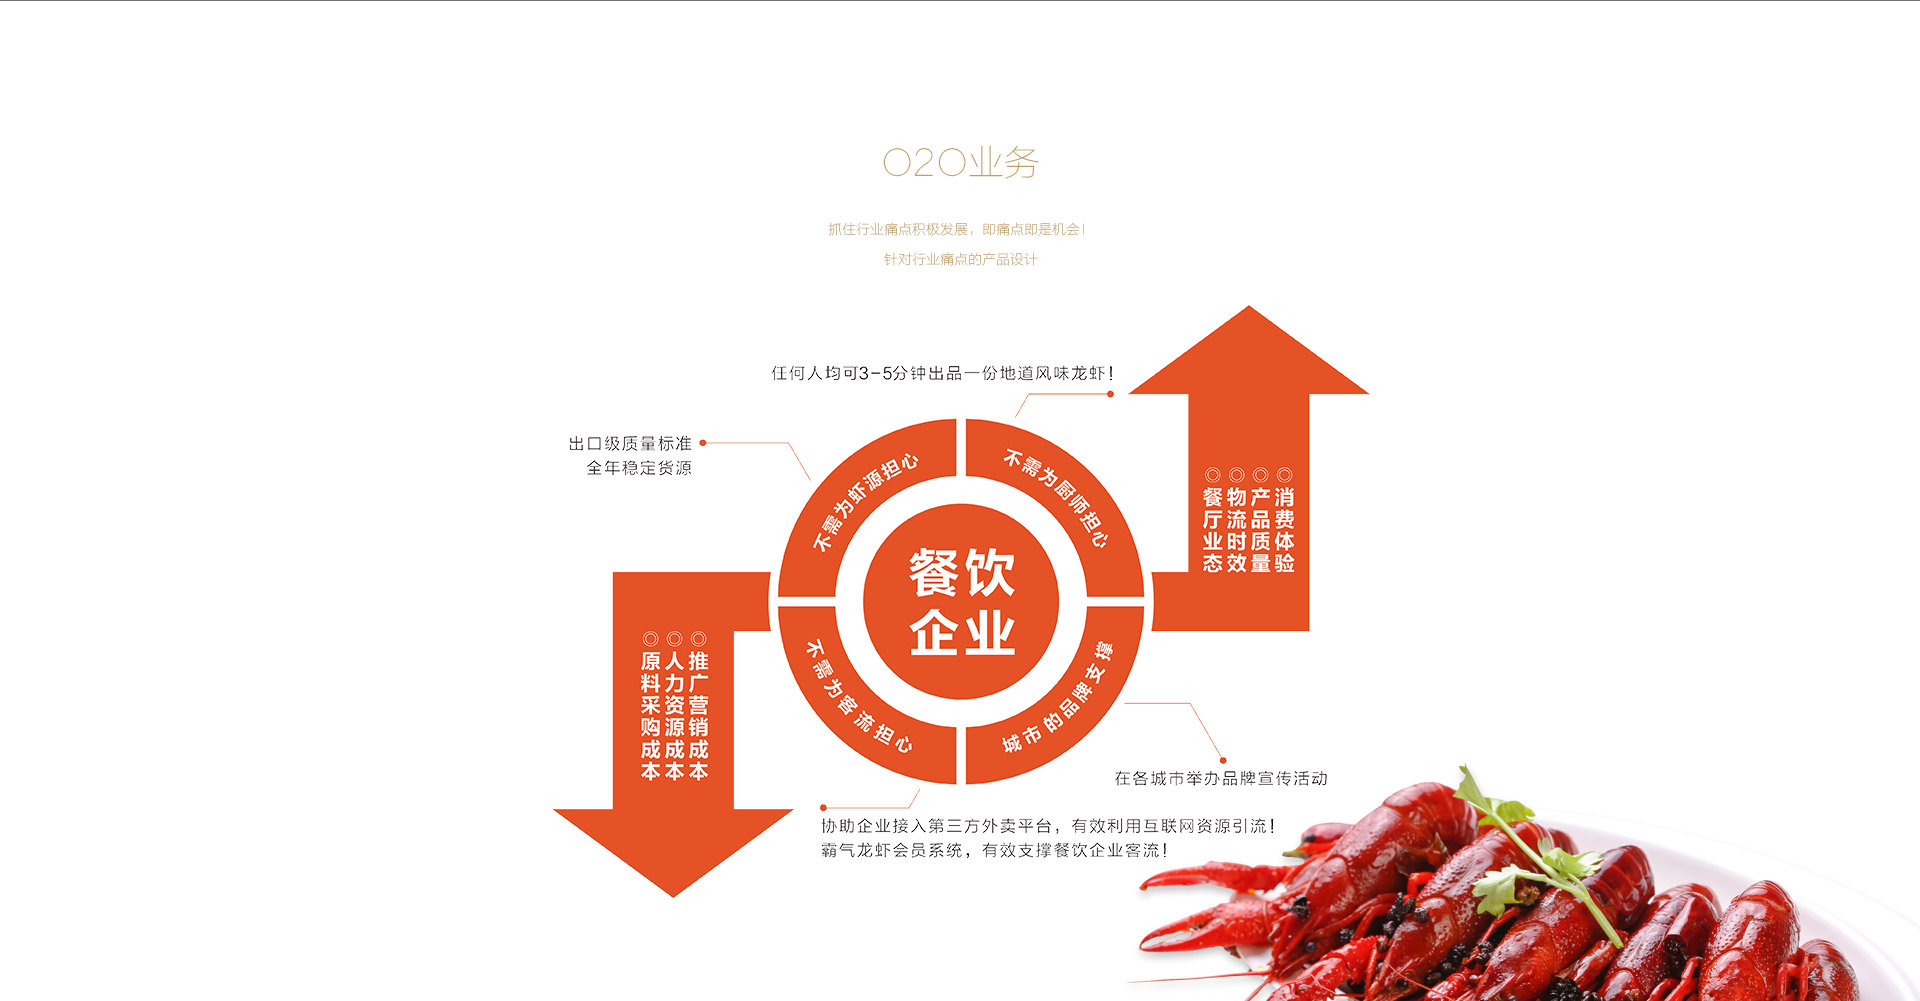 O2O业务
抓住行业痛点积极发展，即痛点即是机会！
针对行业痛点的产品设计
任何人均可3-5分钟出品一份地道风味龙虾！
出口级质量标准
全年稳定货源
不需为虾源担心
不需为厨师担心
餐饮
企业
不需为客流担心
城市的品牌支撑
◎消费体验
◎产品质量
◎物流时效
◎餐厅业态
◎推广营销成本
◎人力资源成本
◎原料采购成本
在各城市举办品牌宣传活动
协助企业接入第三方外卖平台，有效利用互联网资源引流！
霸气龙虾会员系统，有效支撑餐饮企业客流！